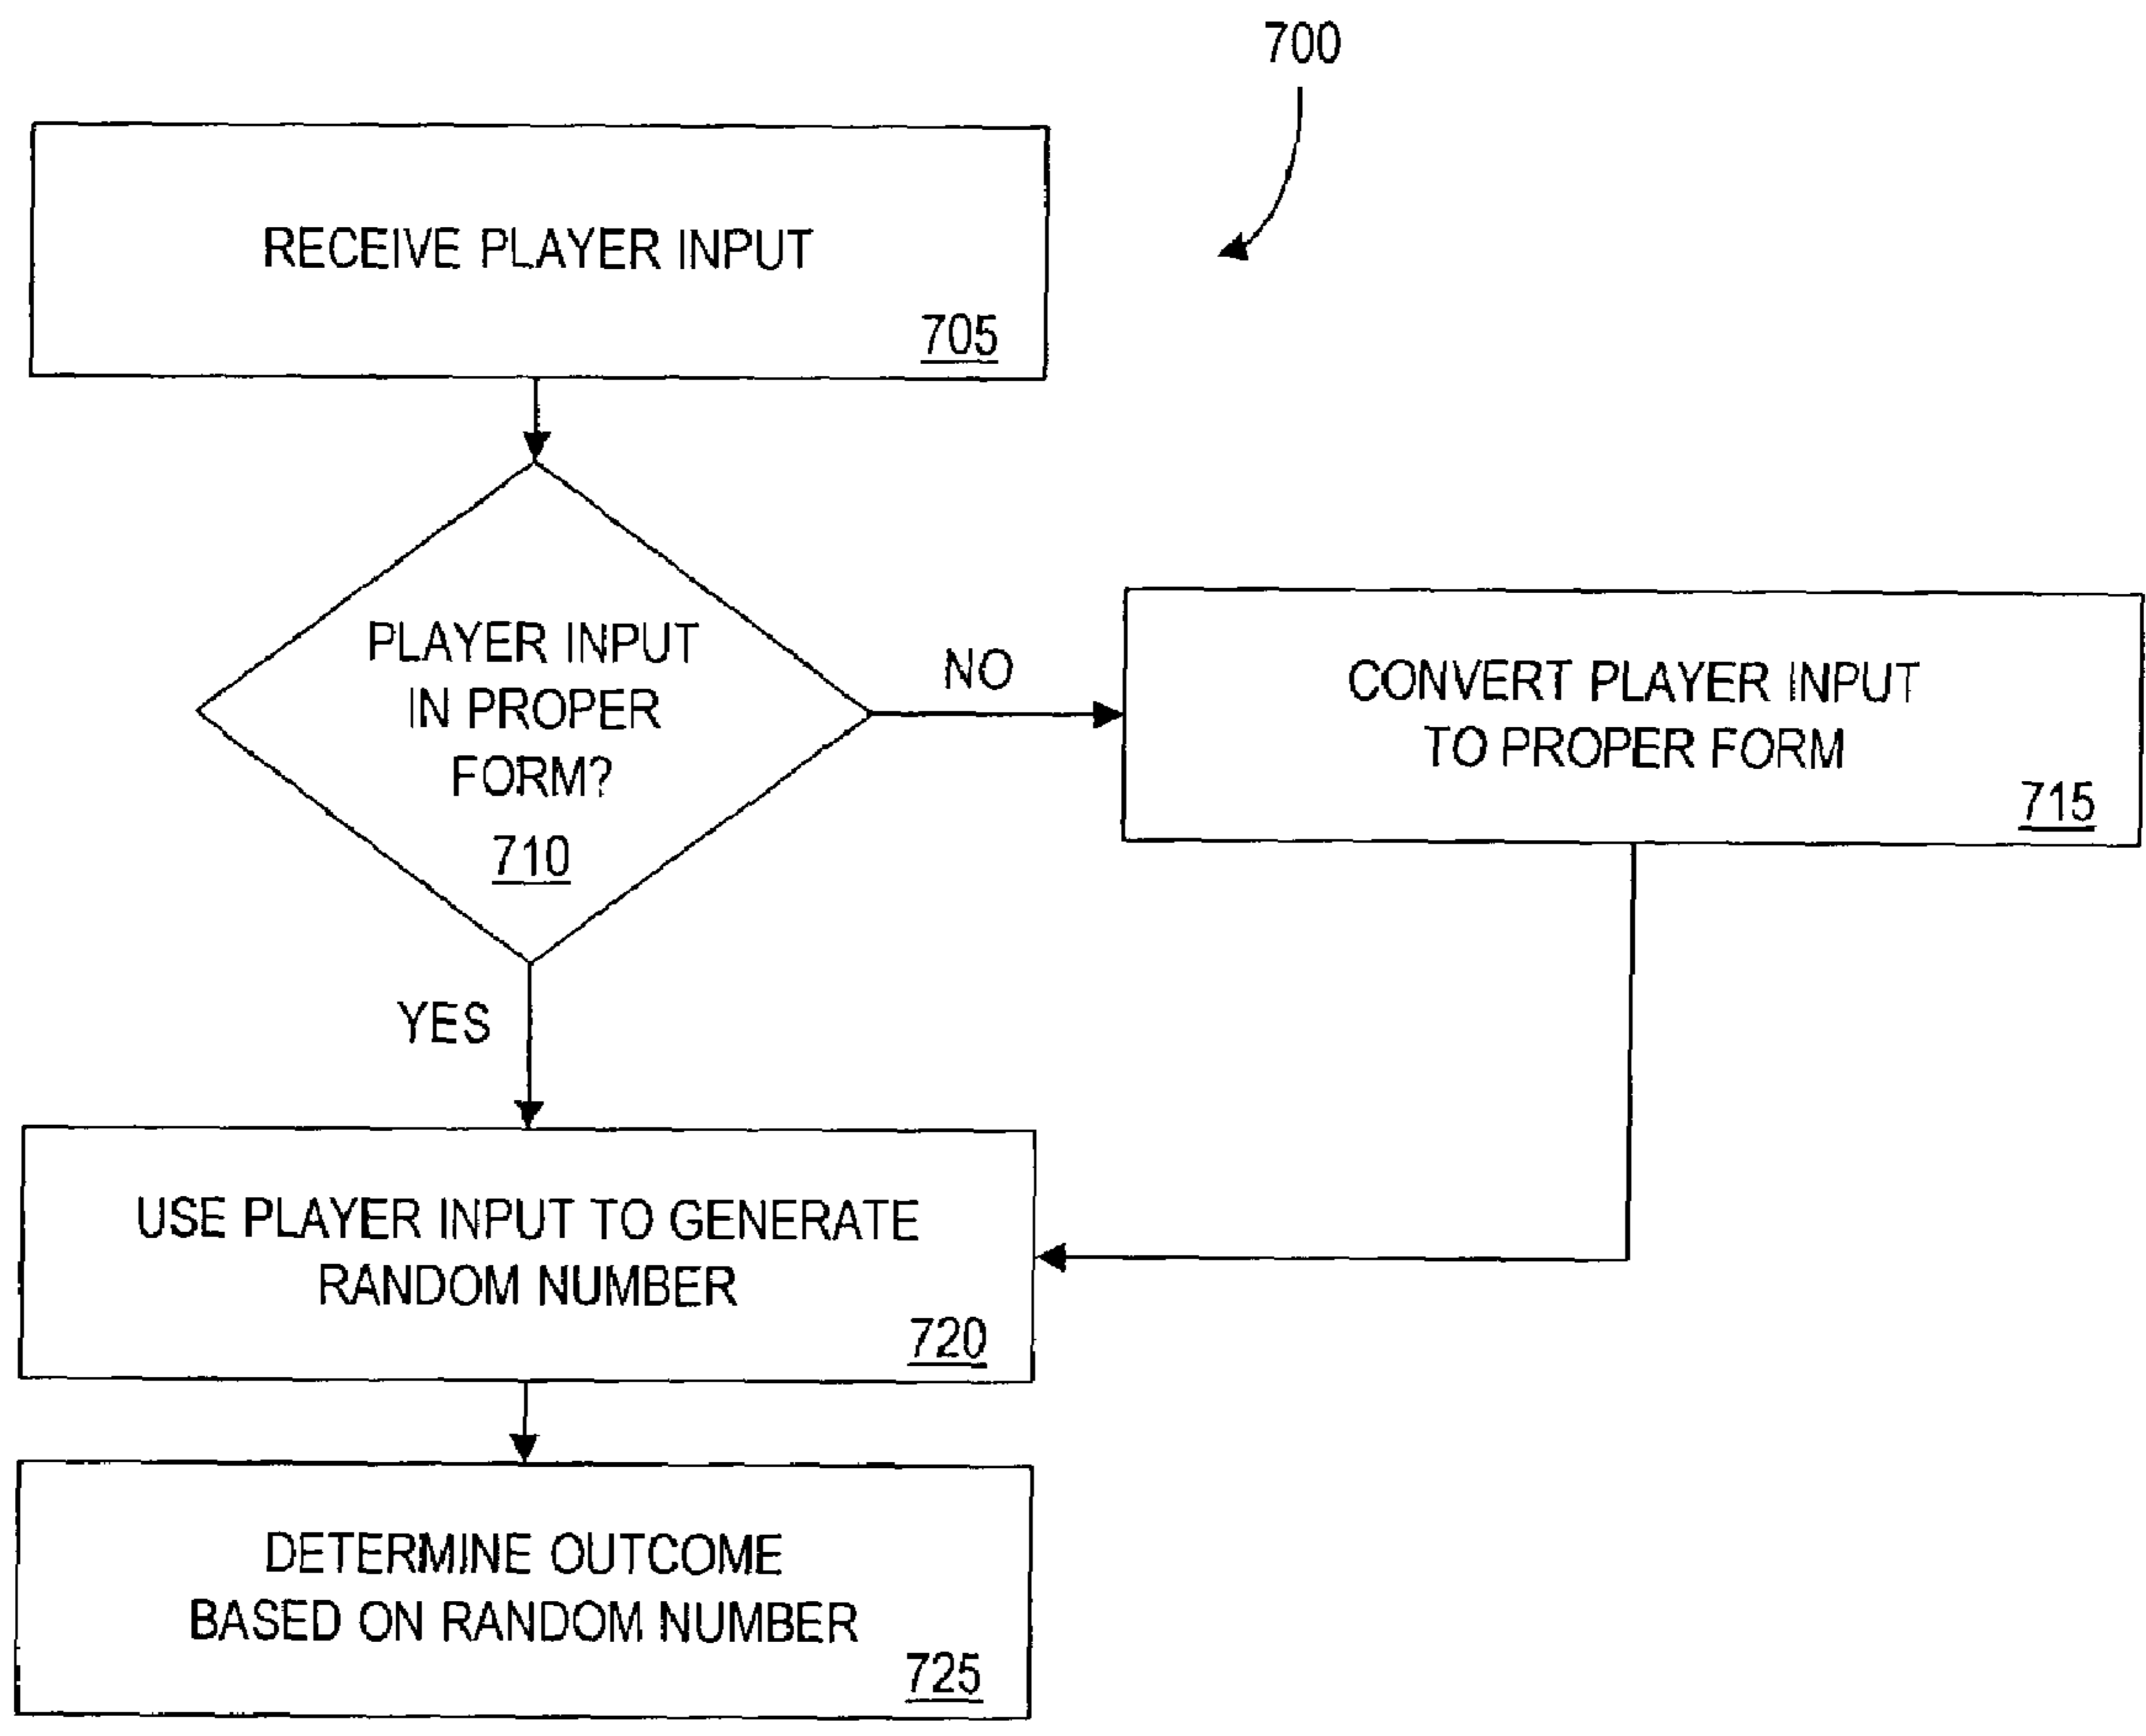 700
RECEIVE PLAYER INPUT
705
PLAYER INPUT
IN PROPER
FORM?
710
NO
CONVERT PLAYER INPUT
TO PROPER FORM
715
YES
USE PLAYER INPUT TO GENERATE
RANDOM NUMBER
720
DETERMINE OUTCOME
BASED ON RANDOM NUMBER
725